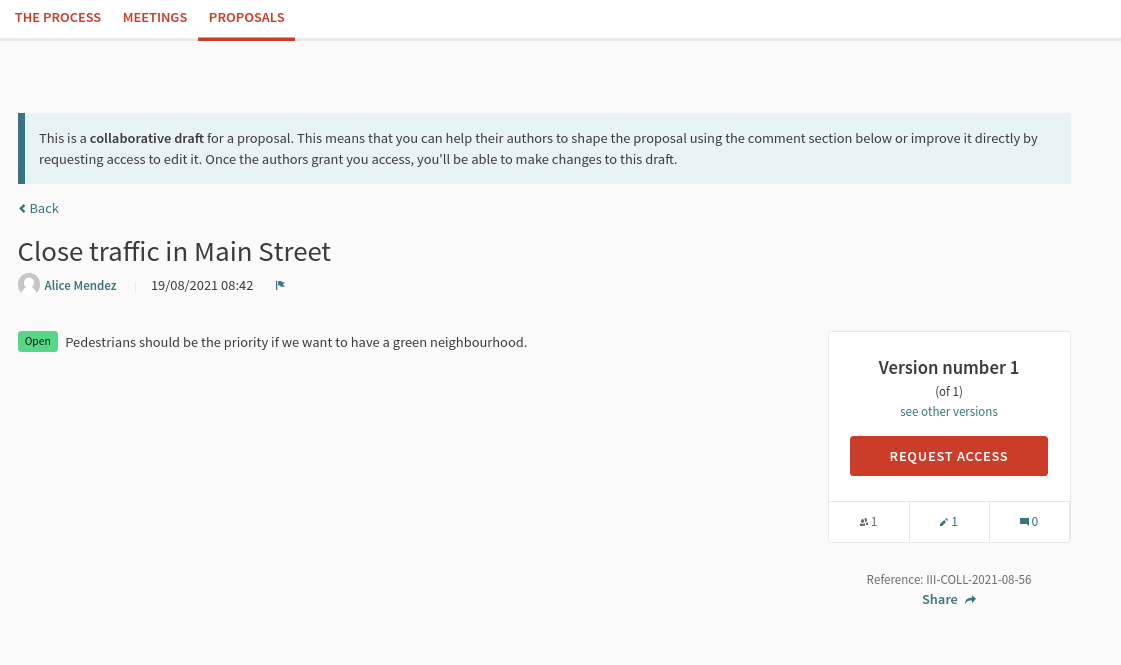 THE PROCESS MEETINGS PROPOSALS
This is a collaborative draft for a proposal. This means that you can help their authors to shape the proposal using the comment section below or improve it directly by
requesting access to edit it. Once the authors grant you access, you'll be able to make changes to this draft.
Back
Close traffic in Main Street
Alice Mendez 19/08/2021 08:42
Open Pedestrians should be the priority if we want to have a green neighbourhood.
Version number 1
(of 1)
see other versions
REQUEST ACCESS
1 1 0
Reference: III-COLL-2021-08-56
Share